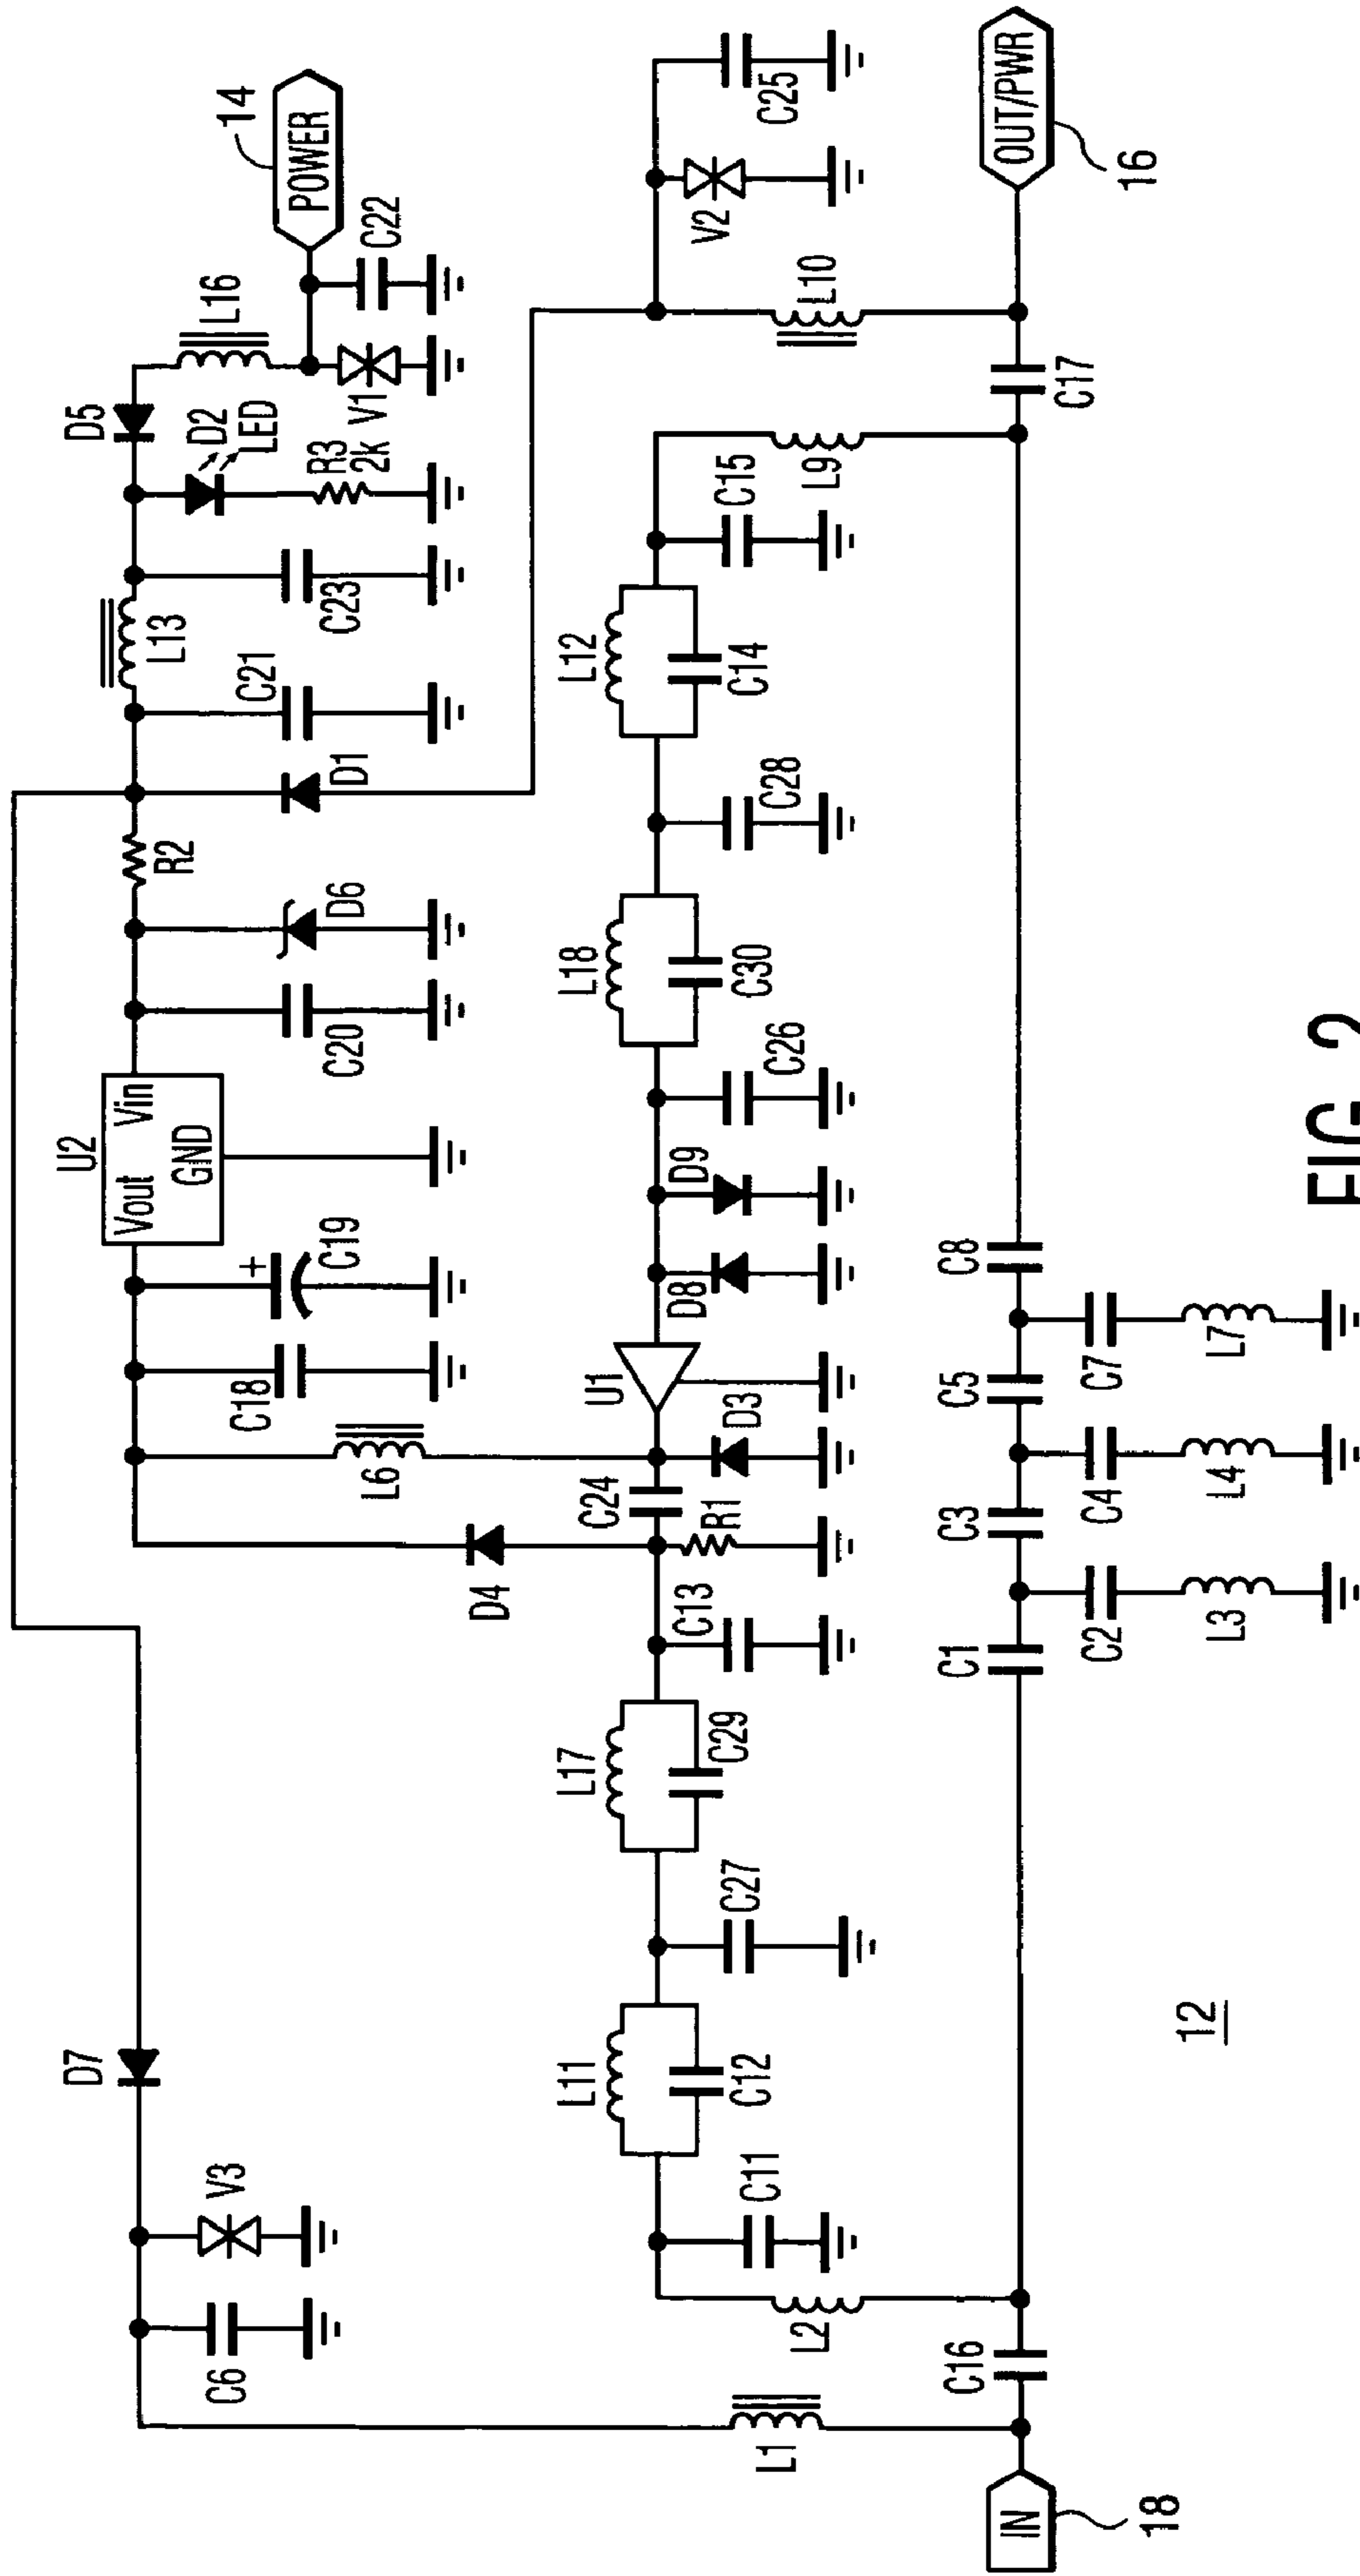 14
POWER
D5
L16
C22
V1
D2
LED
R3
2k
C23
L13
C21
D1
R2
D6
C20
U2
Vout
Vin
GND
C19
+
C18
L6
D4
D7
V3
C6
C25
V2
L10
L9
C15
L12
C14
C28
L18
C30
C26
D9
D8
U1
D3
C24
R1
C13
L17
C29
C27
L11
C12
C11
L2
L1
OUT/PWR
16
C17
C8
C5
C3
C1
C7
L7
C4
L4
C2
L3
C16
IN
18
12
FIG. 2